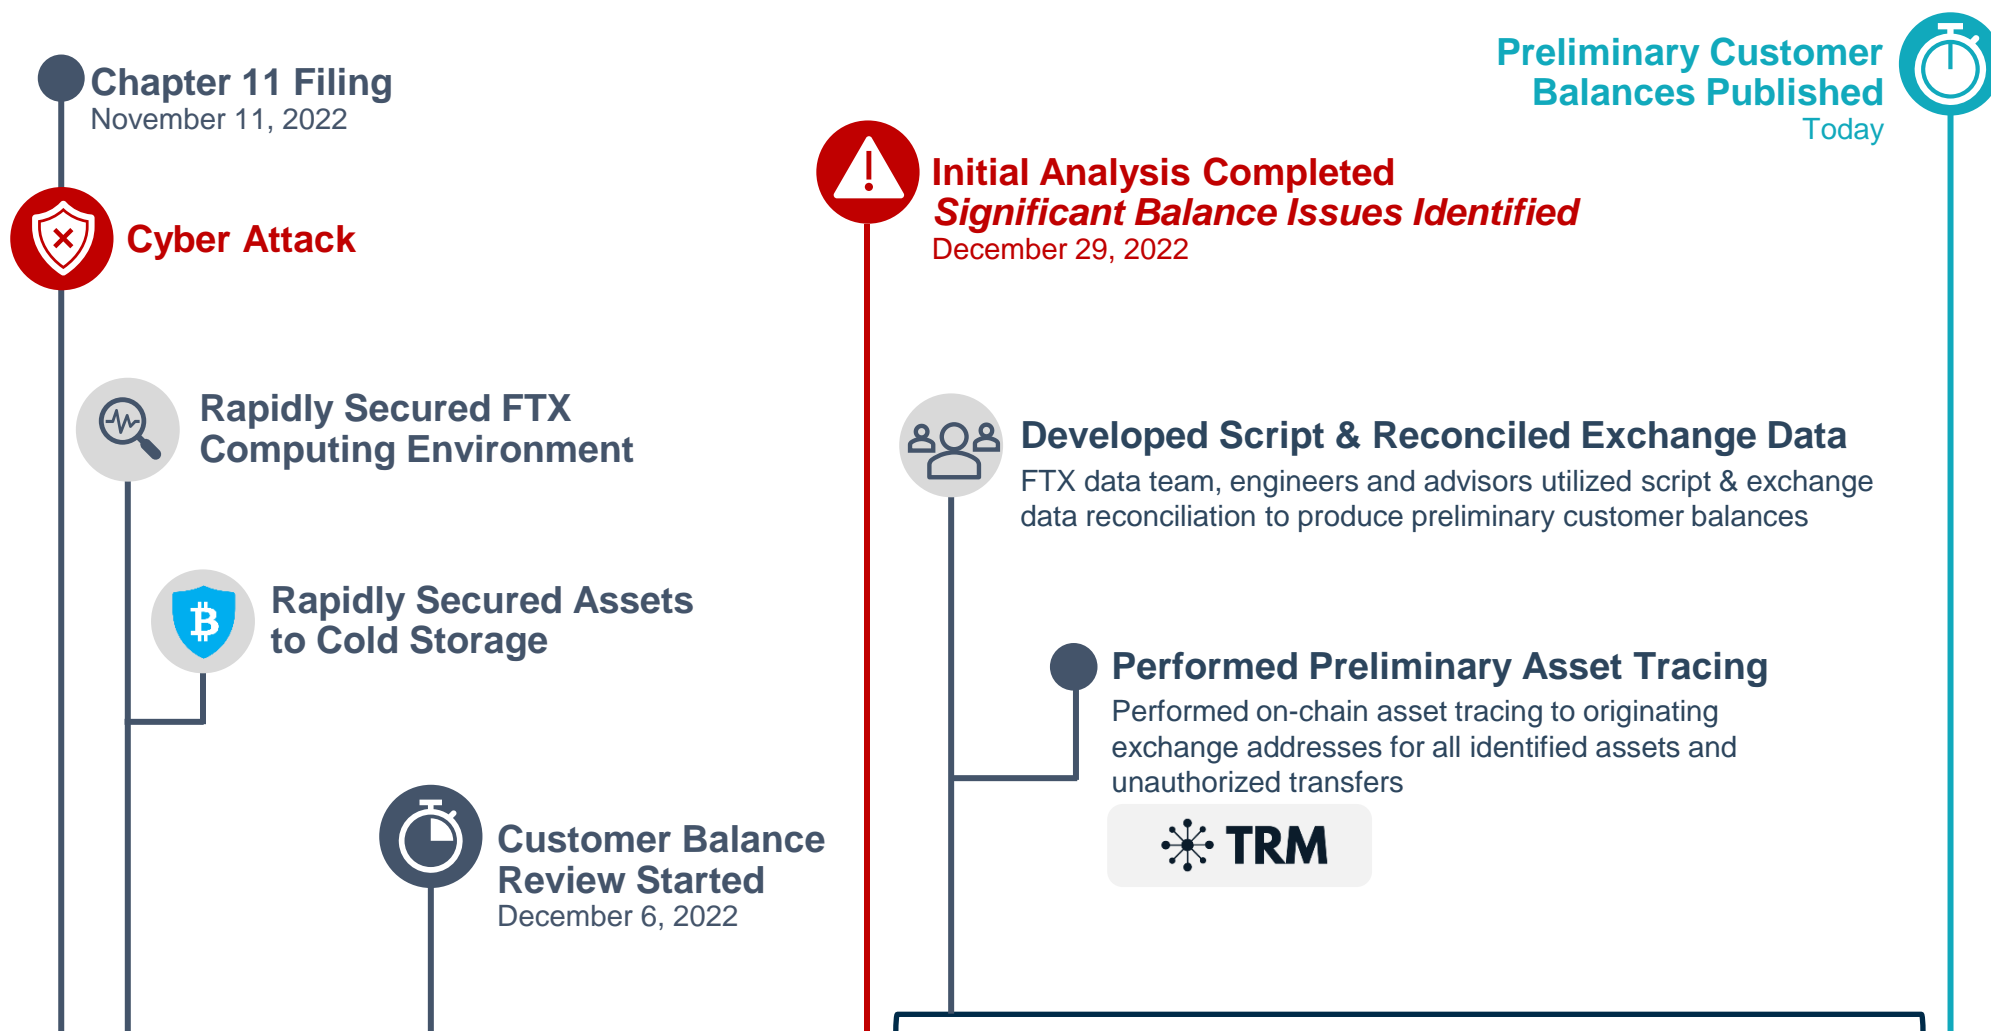 Chapter 11 Filing
November 11, 2022
Cyber Attack
Rapidly Secured FTX
Computing Environment
Rapidly Secured Assets
to Cold Storage
Customer Balance
Review Started
December 6, 2022
Initial Analysis Completed
Significant Balance Issues Identified
December 29, 2022
Developed Script & Reconciled Exchange Data
FTX data team, engineers and advisors utilized script & exchange
data reconciliation to produce preliminary customer balances
Performed Preliminary Asset Tracing
Performed on-chain asset tracing to originating
exchange addresses for all identified assets and
unauthorized transfers
TRM
Preliminary Customer
Balances Published
Today